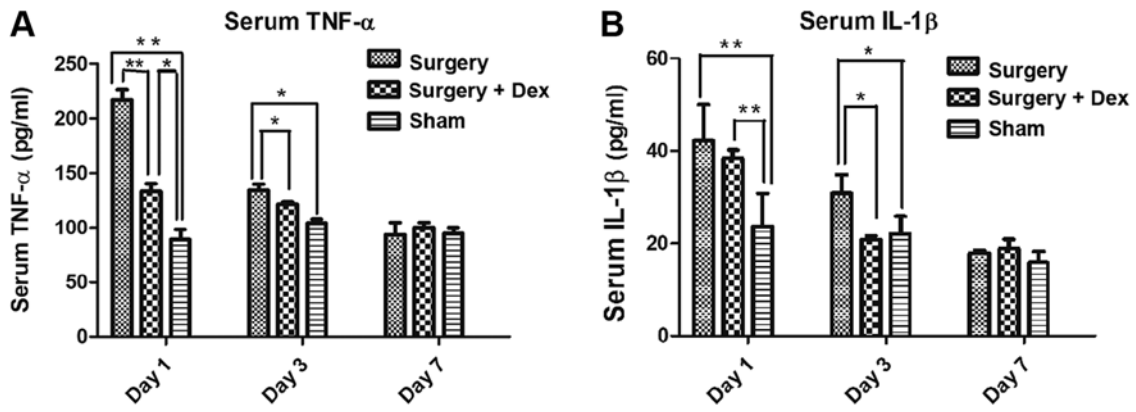 A
Serum TNF-α
Serum TNF-α (pg/ml)
250
200
150
100
50
0
* *
** *
*
*
Surgery
Surgery + Dex
Sham
Day 1
Day 3
Day 7
B
Serum IL-1β
Serum IL-1β (pg/ml)
60
40
20
0
**
**
*
*
Surgery
Surgery + Dex
Sham
Day 1
Day 3
Day 7